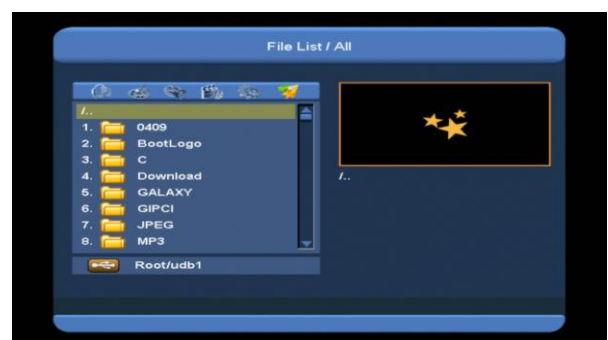 File List / All
/..
1. 0409
2. BootLogo
3. C
4. Download
5. GALAXY
6. GIPCI
7. JPEG
8. MP3
/..
Root/udb1